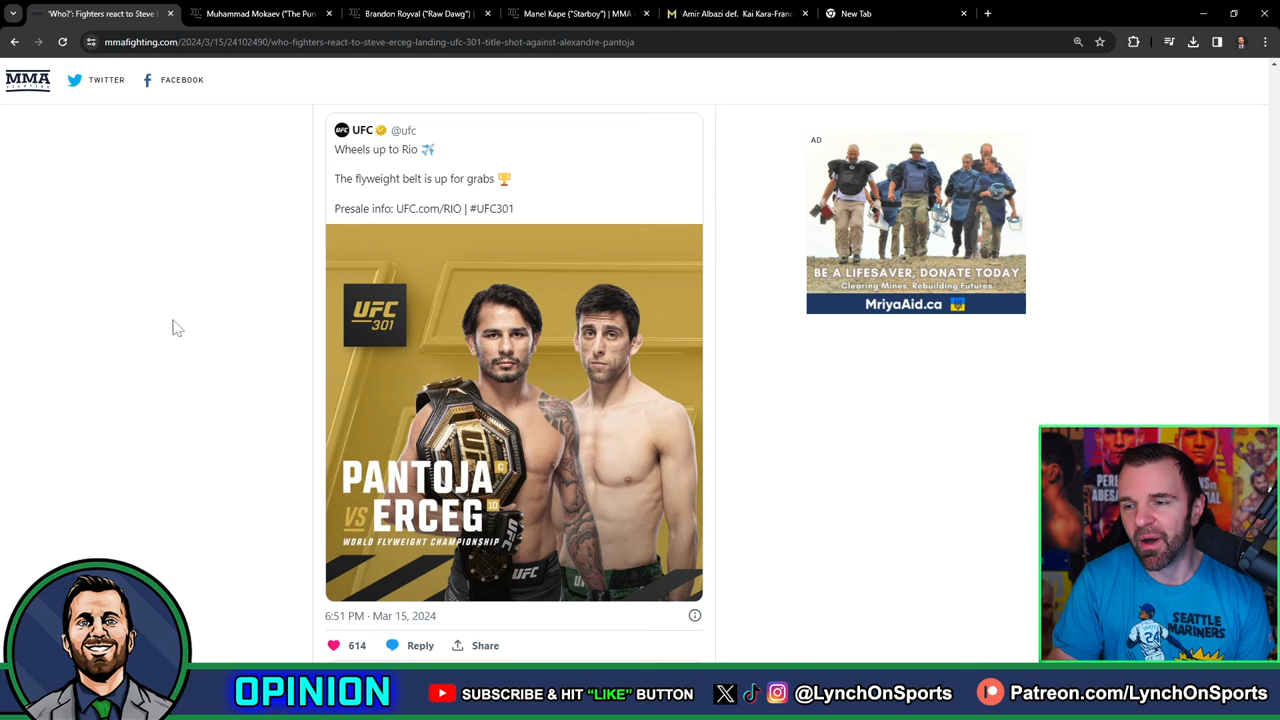 'Who?': Fighters react to Steve
Muhammad Mokaev ("The Pun
Brandon Royval ("Raw Dawg") |
Manel Kape ("Starboy") | MMA
Amir Albazi def. Kai Kara-Franc
New Tab
mmafighting.com/2024/3/15/24102490/who-fighters-react-to-steve-erceg-landing-ufc-301-title-shot-against-alexandre-pantoja
MMA
FIGHTING
TWITTER
FACEBOOK
UFC @ufc
Wheels up to Rio ✈️
The flyweight belt is up for grabs 🏆
Presale info: UFC.com/RIO | #UFC301
UFC
301
PANTOJA C
VS ERCEG 10
WORLD FLYWEIGHT CHAMPIONSHIP
UFC
UFC
6:51 PM · Mar 15, 2024
614 Reply Share
AD
BE A LIFESAVER, DONATE TODAY
Clearing Mines, Rebuilding Futures
MriyaAid.ca
SEATTLE
MARINERS
24
OPINION
SUBSCRIBE & HIT "LIKE" BUTTON
@LynchOnSports
Patreon.com/LynchOnSports